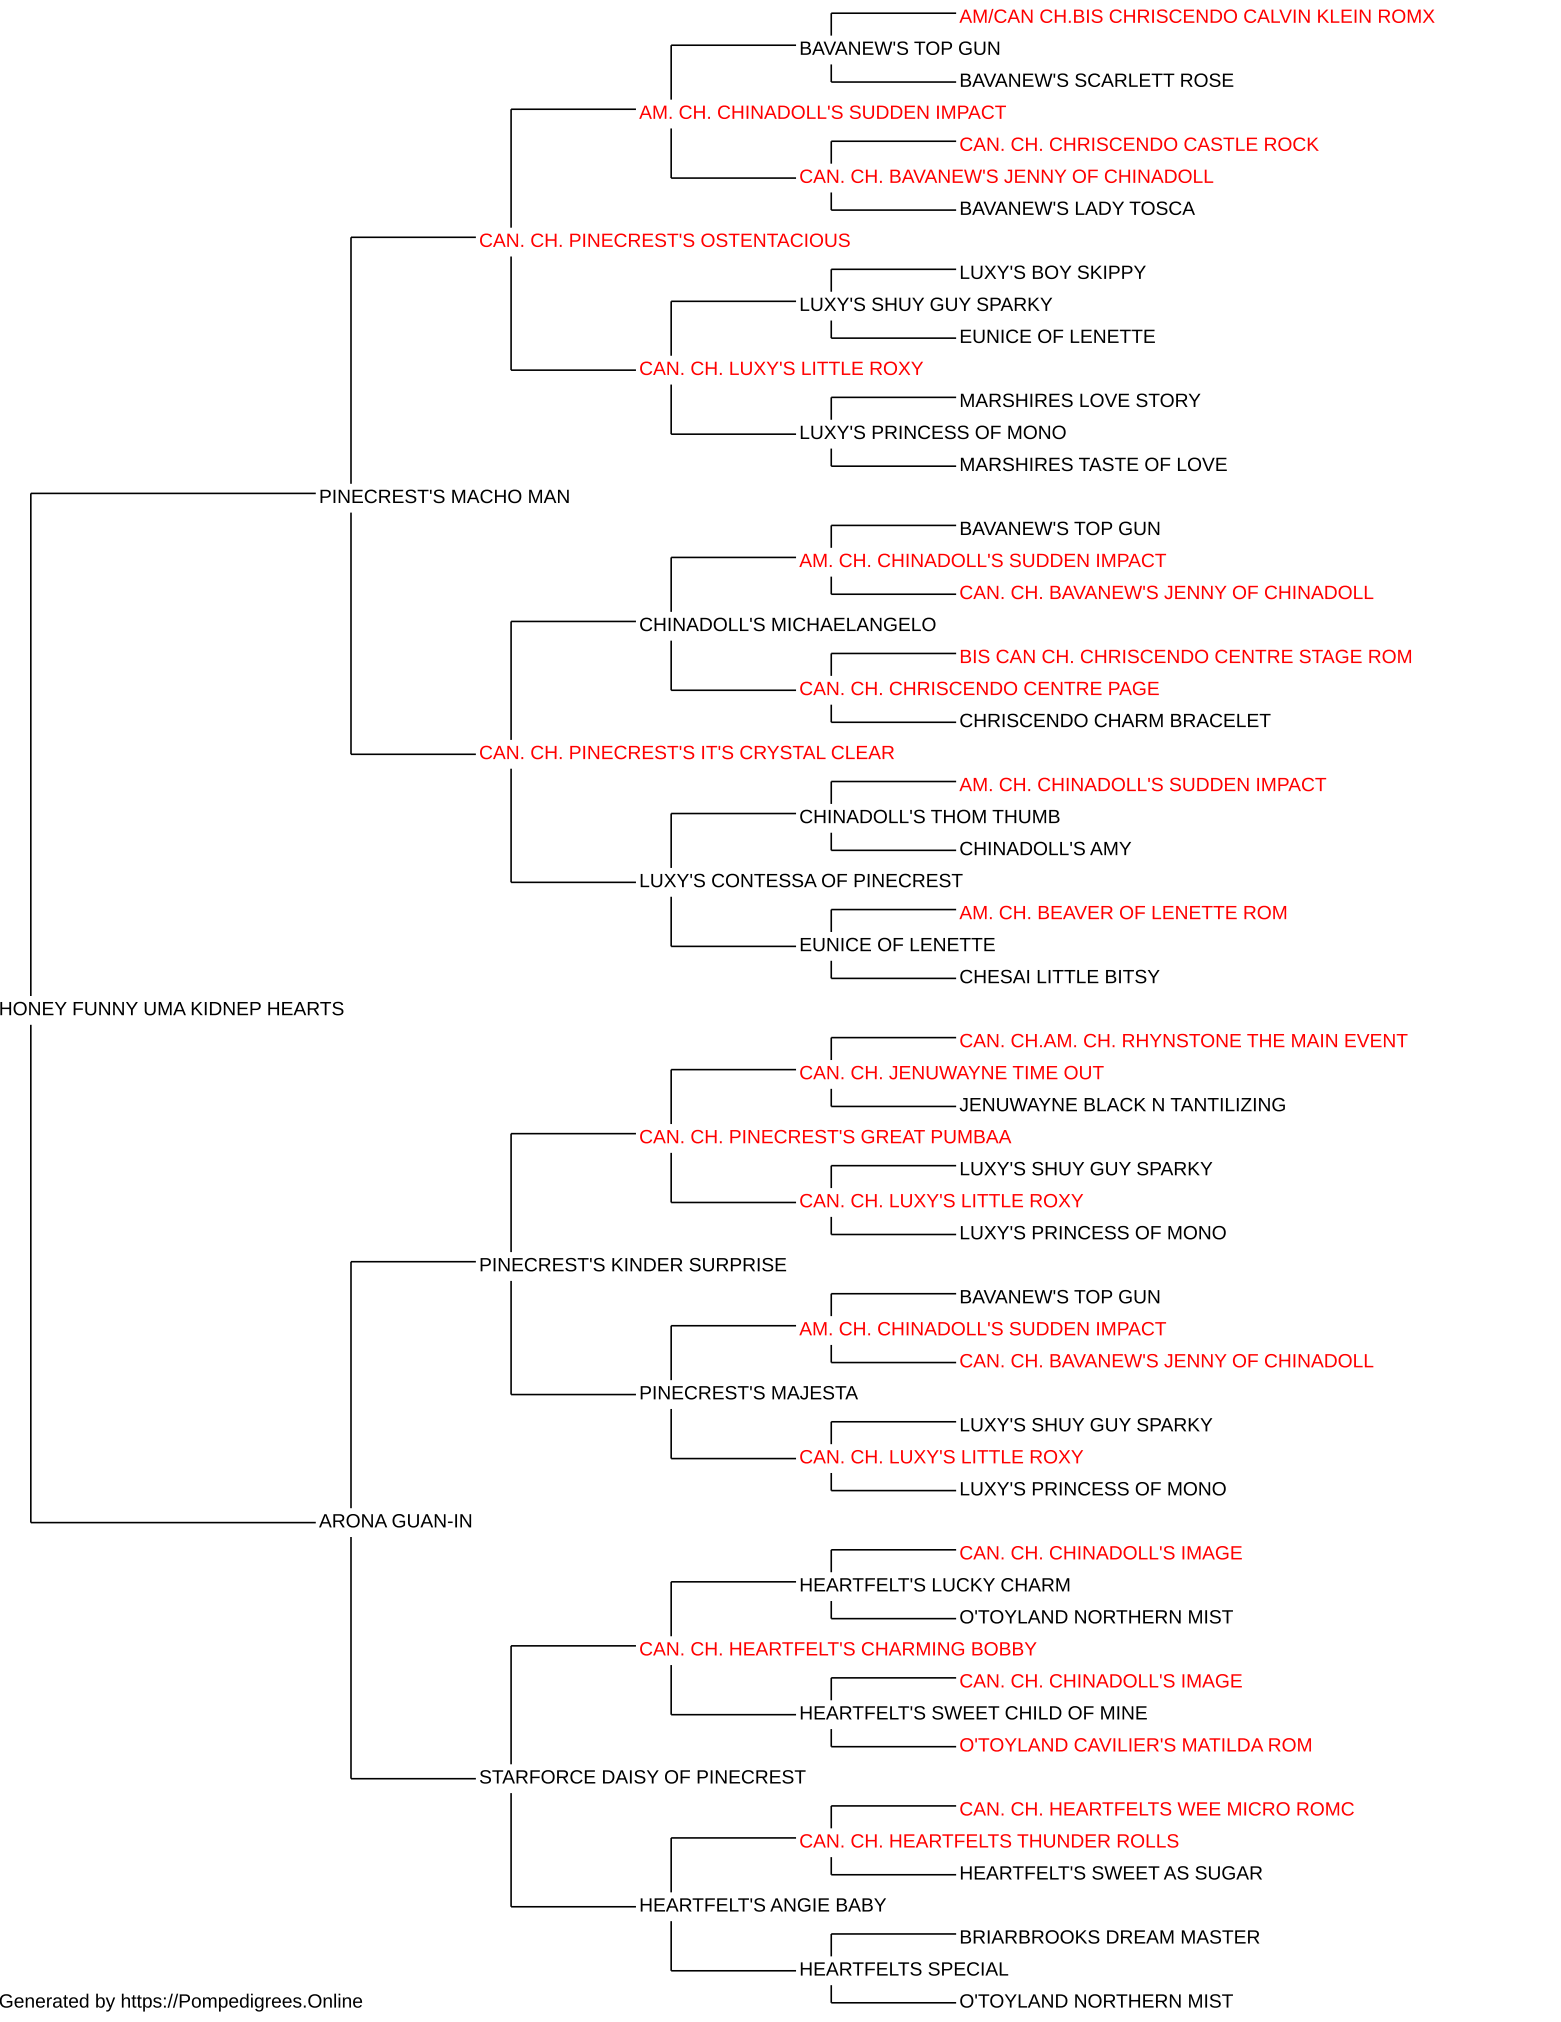 AM/CAN CH.BIS CHRISCENDO CALVIN KLEIN ROMX
BAVANEW'S TOP GUN
BAVANEW'S SCARLETT ROSE
AM. CH. CHINADOLL'S SUDDEN IMPACT
CAN. CH. CHRISCENDO CASTLE ROCK
CAN. CH. BAVANEW'S JENNY OF CHINADOLL
BAVANEW'S LADY TOSCA
CAN. CH. PINECREST'S OSTENTACIOUS
LUXY'S BOY SKIPPY
LUXY'S SHUY GUY SPARKY
EUNICE OF LENETTE
CAN. CH. LUXY'S LITTLE ROXY
MARSHIRES LOVE STORY
LUXY'S PRINCESS OF MONO
MARSHIRES TASTE OF LOVE
PINECREST'S MACHO MAN
BAVANEW'S TOP GUN
AM. CH. CHINADOLL'S SUDDEN IMPACT
CAN. CH. BAVANEW'S JENNY OF CHINADOLL
CHINADOLL'S MICHAELANGELO
BIS CAN CH. CHRISCENDO CENTRE STAGE ROM
CAN. CH. CHRISCENDO CENTRE PAGE
CHRISCENDO CHARM BRACELET
CAN. CH. PINECREST'S IT'S CRYSTAL CLEAR
AM. CH. CHINADOLL'S SUDDEN IMPACT
CHINADOLL'S THOM THUMB
CHINADOLL'S AMY
LUXY'S CONTESSA OF PINECREST
AM. CH. BEAVER OF LENETTE ROM
EUNICE OF LENETTE
CHESAI LITTLE BITSY
HONEY FUNNY UMA KIDNEP HEARTS
CAN. CH.AM. CH. RHYNSTONE THE MAIN EVENT
CAN. CH. JENUWAYNE TIME OUT
JENUWAYNE BLACK N TANTILIZING
CAN. CH. PINECREST'S GREAT PUMBAA
LUXY'S SHUY GUY SPARKY
CAN. CH. LUXY'S LITTLE ROXY
LUXY'S PRINCESS OF MONO
PINECREST'S KINDER SURPRISE
BAVANEW'S TOP GUN
AM. CH. CHINADOLL'S SUDDEN IMPACT
CAN. CH. BAVANEW'S JENNY OF CHINADOLL
PINECREST'S MAJESTA
LUXY'S SHUY GUY SPARKY
CAN. CH. LUXY'S LITTLE ROXY
LUXY'S PRINCESS OF MONO
ARONA GUAN-IN
CAN. CH. CHINADOLL'S IMAGE
HEARTFELT'S LUCKY CHARM
O'TOYLAND NORTHERN MIST
CAN. CH. HEARTFELT'S CHARMING BOBBY
CAN. CH. CHINADOLL'S IMAGE
HEARTFELT'S SWEET CHILD OF MINE
O'TOYLAND CAVILIER'S MATILDA ROM
STARFORCE DAISY OF PINECREST
CAN. CH. HEARTFELTS WEE MICRO ROMC
CAN. CH. HEARTFELTS THUNDER ROLLS
HEARTFELT'S SWEET AS SUGAR
HEARTFELT'S ANGIE BABY
BRIARBROOKS DREAM MASTER
HEARTFELTS SPECIAL
O'TOYLAND NORTHERN MIST
Generated by https://Pompedigrees.Online